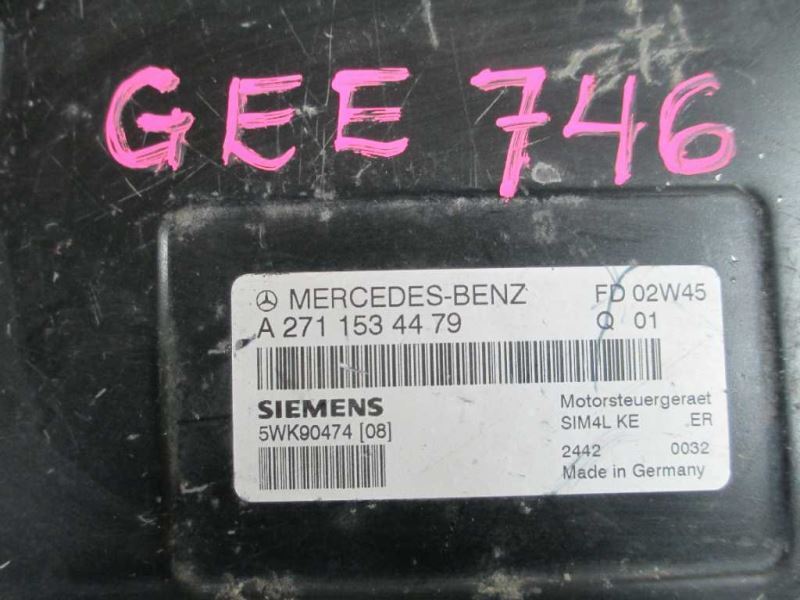 GEE 746
MERCEDES-BENZ FD 02W45
A 271 153 44 79 Q 01
SIEMENS Motorsteuergeraet
5WK90474 [08] SIM4L KE ER
2442 0032
Made in Germany